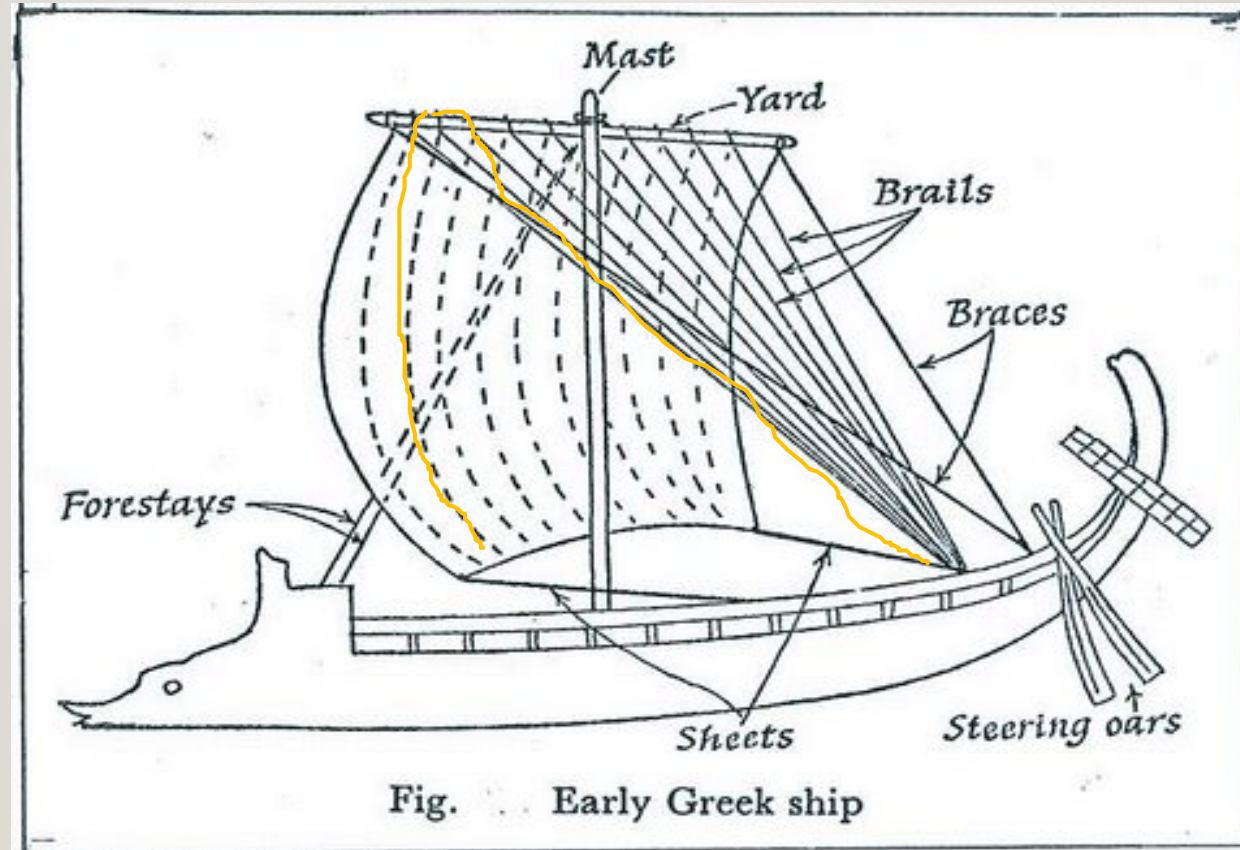 Mast
Yard
Brails
Braces
Forestays
Sheets
Steering oars
Fig. Early Greek ship